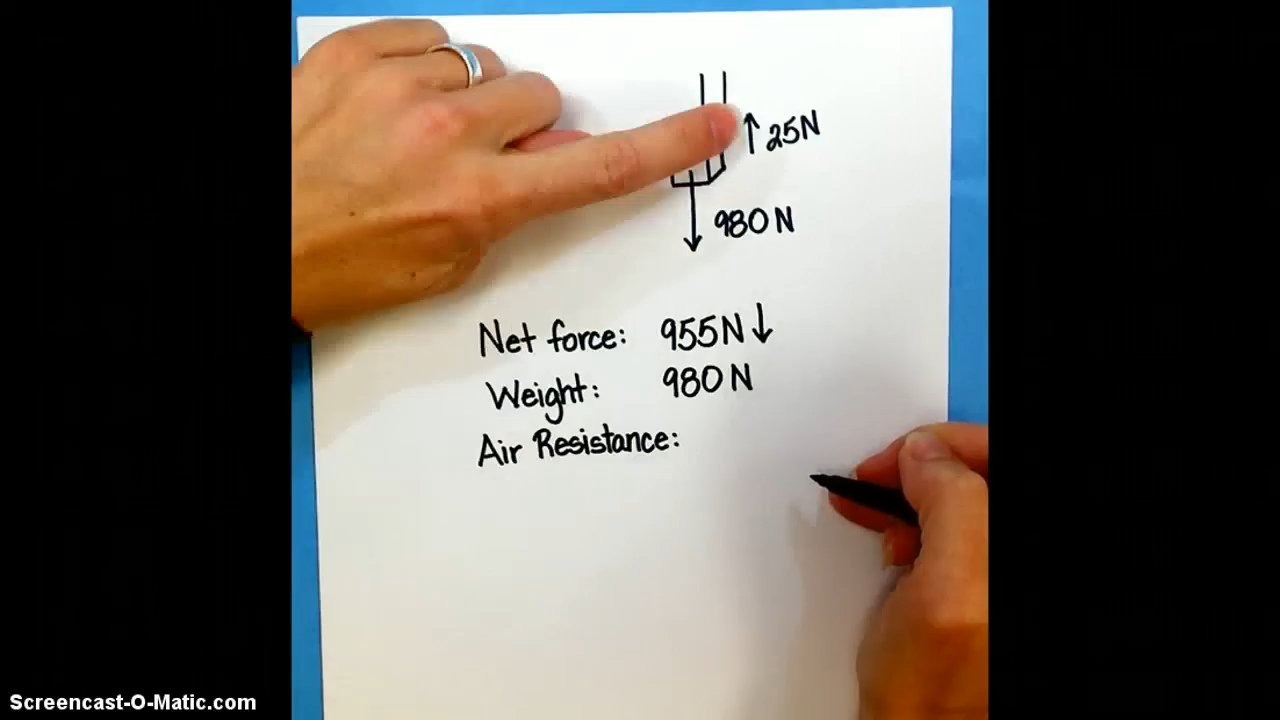 25N
980N
Net force: 955N↓
Weight: 980N
Air Resistance:
Screencast-O-Matic.com